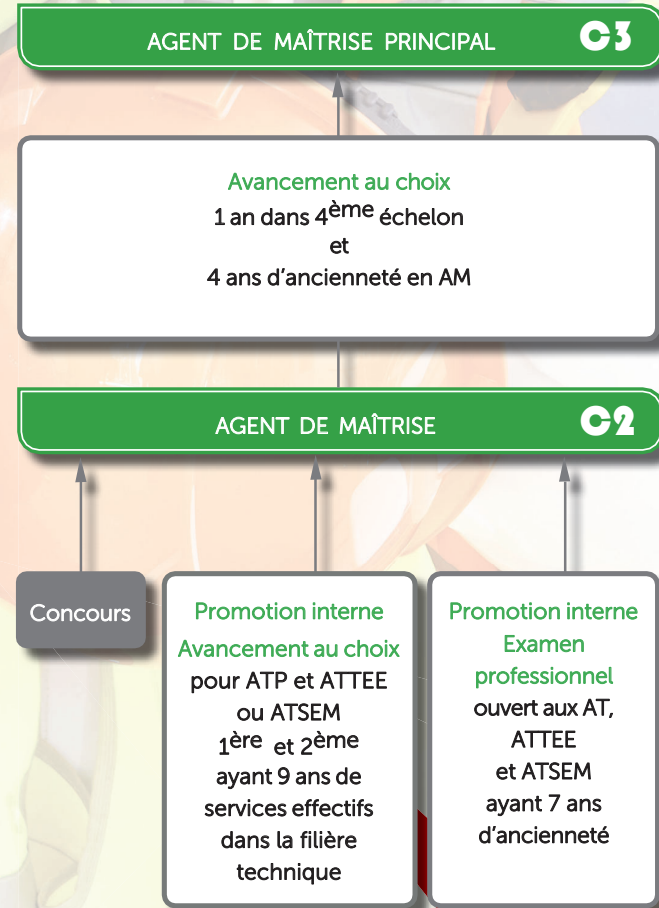 AGENT DE MAÎTRISE PRINCIPAL C3
Avancement au choix
1 an dans 4ème échelon
et
4 ans d'ancienneté en AM
AGENT DE MAÎTRISE C2
Concours
Promotion interne
Avancement au choix
pour ATP et ATTEE
ou ATSEM
1ère et 2ème
ayant 9 ans de
services effectifs
dans la filière
technique
Promotion interne
Examen
professionnel
ouvert aux AT,
ATTEE
et ATSEM
ayant 7 ans
d'ancienneté